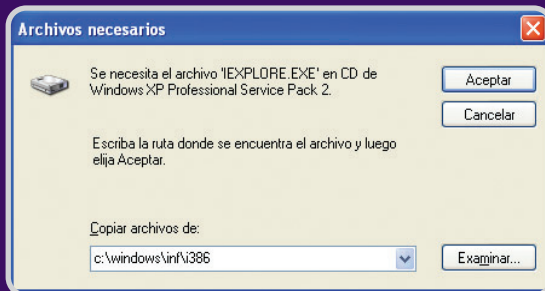 Archivos necesarios
Se necesita el archivo 'IEXPLORE.EXE' en CD de
Windows XP Professional Service Pack 2.
Aceptar
Cancelar
Escriba la ruta donde se encuentra el archivo y luego
elija Aceptar.
Copiar archivos de:
c:\windows\inf\i386
Examinar...